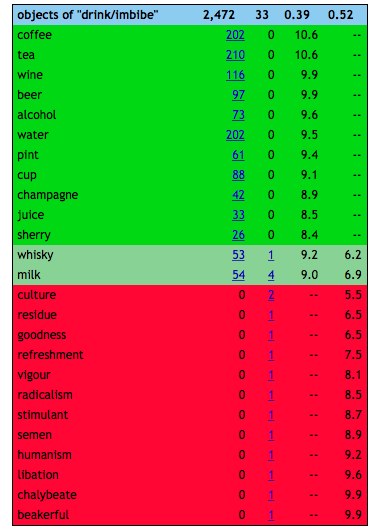 objects of "drink/imbibe" 2,472 33 0.39 0.52
coffee 202 0 10.6 --
tea 210 0 10.6 --
wine 116 0 9.9 --
beer 97 0 9.9 --
alcohol 73 0 9.6 --
water 202 0 9.5 --
pint 61 0 9.4 --
cup 88 0 9.1 --
champagne 42 0 8.9 --
juice 33 0 8.5 --
sherry 26 0 8.4 --
whisky 53 1 9.2 6.2
milk 54 4 9.0 6.9
culture 0 2 -- 5.5
residue 0 1 -- 6.5
goodness 0 1 -- 6.5
refreshment 0 1 -- 7.5
vigour 0 1 -- 8.1
radicalism 0 1 -- 8.5
stimulant 0 1 -- 8.7
semen 0 1 -- 8.9
humanism 0 1 -- 9.2
libation 0 1 -- 9.6
chalybeate 0 1 -- 9.9
beakerful 0 1 -- 9.9